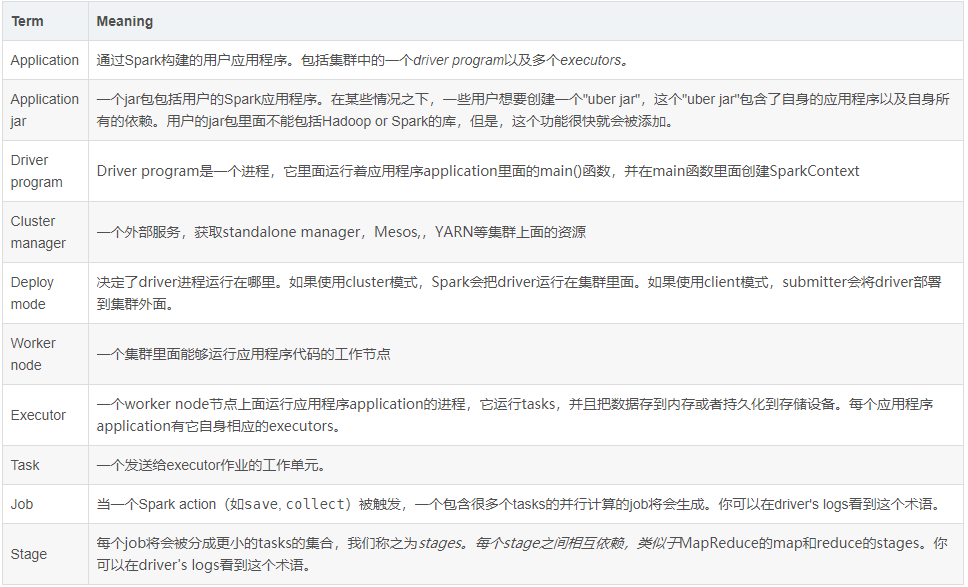 Term Meaning
Application 通过Spark构建的用户应用程序。包括集群中的一个driver program以及多个executors。
Application jar
一个jar包包括用户的Spark应用程序。在某些情况之下，一些用户想要创建一个"uber jar"，这个"uber jar"包含了自身的应用程序以及自身所
有的依赖。用户的jar包里面不能包括Hadoop or Spark的库，但是，这个功能很快就会被添加。
Driver program
Driver program是一个进程，它里面运行着应用程序application里面的main()函数，并在main函数里面创建SparkContext
Cluster manager
一个外部服务，获取standalone manager，Mesos,，YARN等集群上面的资源
Deploy mode
决定了driver进程运行在哪里。如果使用cluster模式，Spark会把driver运行在集群里面。如果使用client模式，submitter会将driver部署
到集群外面。
Worker node
一个集群里面能够运行应用程序代码的工作节点
Executor
一个worker node节点上面运行应用程序application的进程，它运行tasks，并且把数据存到内存或者持久化到存储设备。每个应用程序
application有它自身相应的executors。
Task 一个发送给executor作业的工作单元。
Job 当一个Spark action（如save, collect）被触发，一个包含很多个tasks的并行计算的job将会生成。你可以在driver's logs看到这个术语。
Stage
每个job将会被分成更小的tasks的集合，我们称之为stages。每个stage之间相互依赖，类似于MapReduce的map和reduce的stages。你
可以在driver's logs看到这个术语。